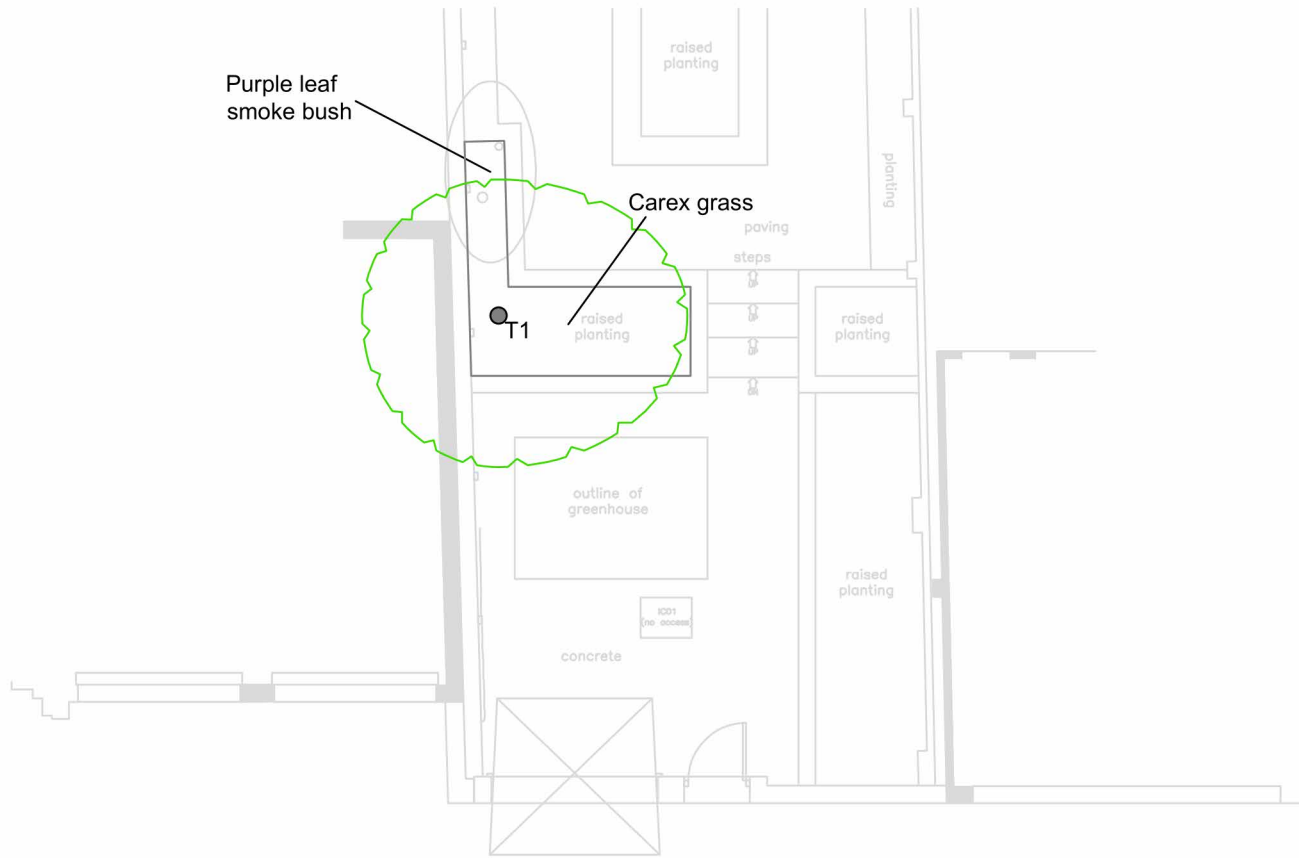 raised
planting
Purple leaf
smoke bush
planting
Carex grass
paving
steps
T1
raised
planting
raised
planting
outline of
greenhouse
raised
planting
IC01
(no access)
concrete